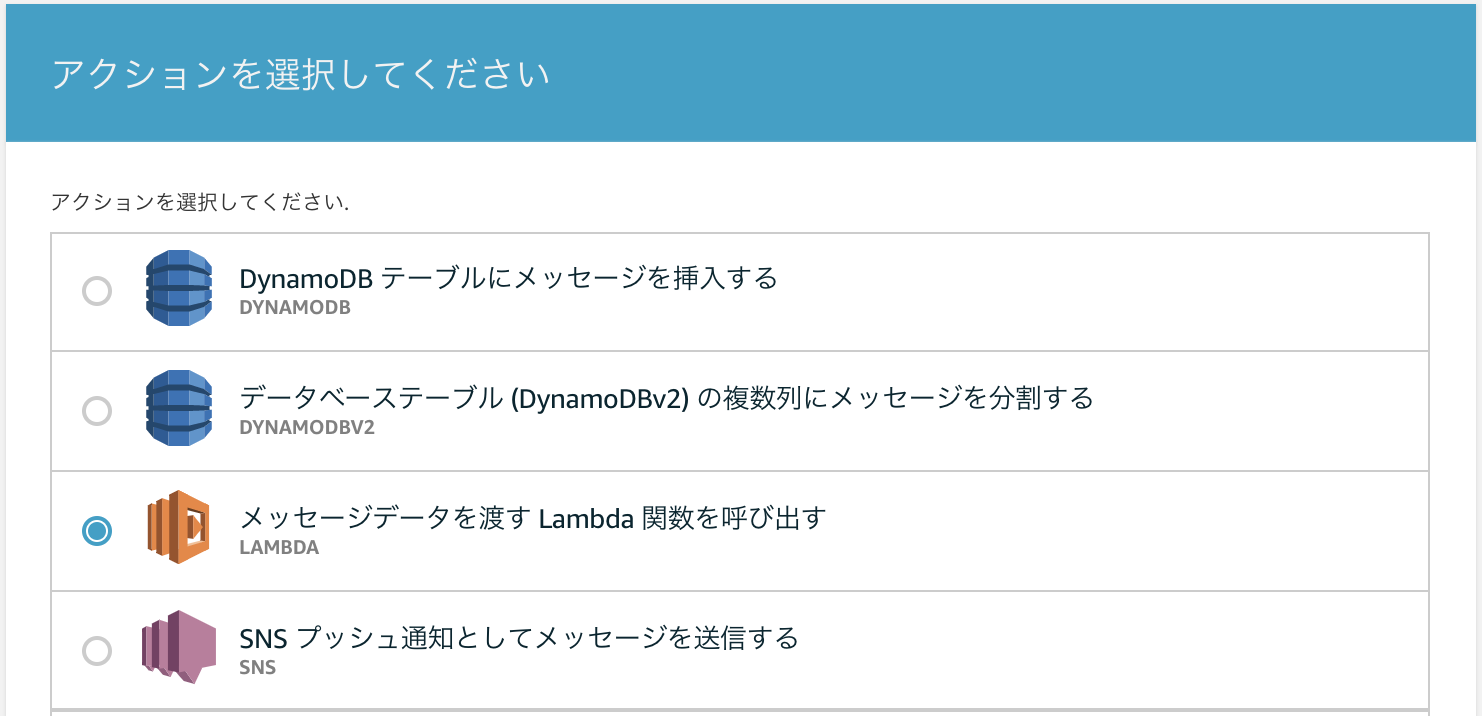 アクションを選択してください
アクションを選択してください.
DynamoDB テーブルにメッセージを挿入する
DYNAMODB
データベーステーブル (DynamoDBv2) の複数列にメッセージを分割する
DYNAMODBV2
メッセージデータを渡す Lambda 関数を呼び出す
LAMBDA
SNS プッシュ通知としてメッセージを送信する
SNS